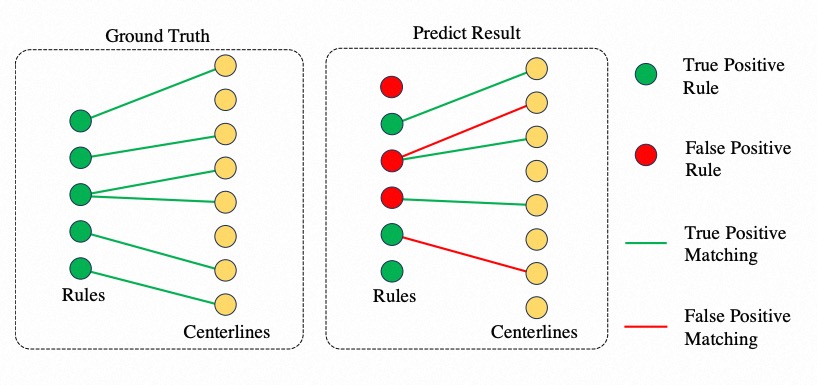 Ground Truth
Predict Result
Rules
Centerlines
Rules
Centerlines
True Positive
Rule
False Positive
Rule
True Positive
Matching
False Positive
Matching